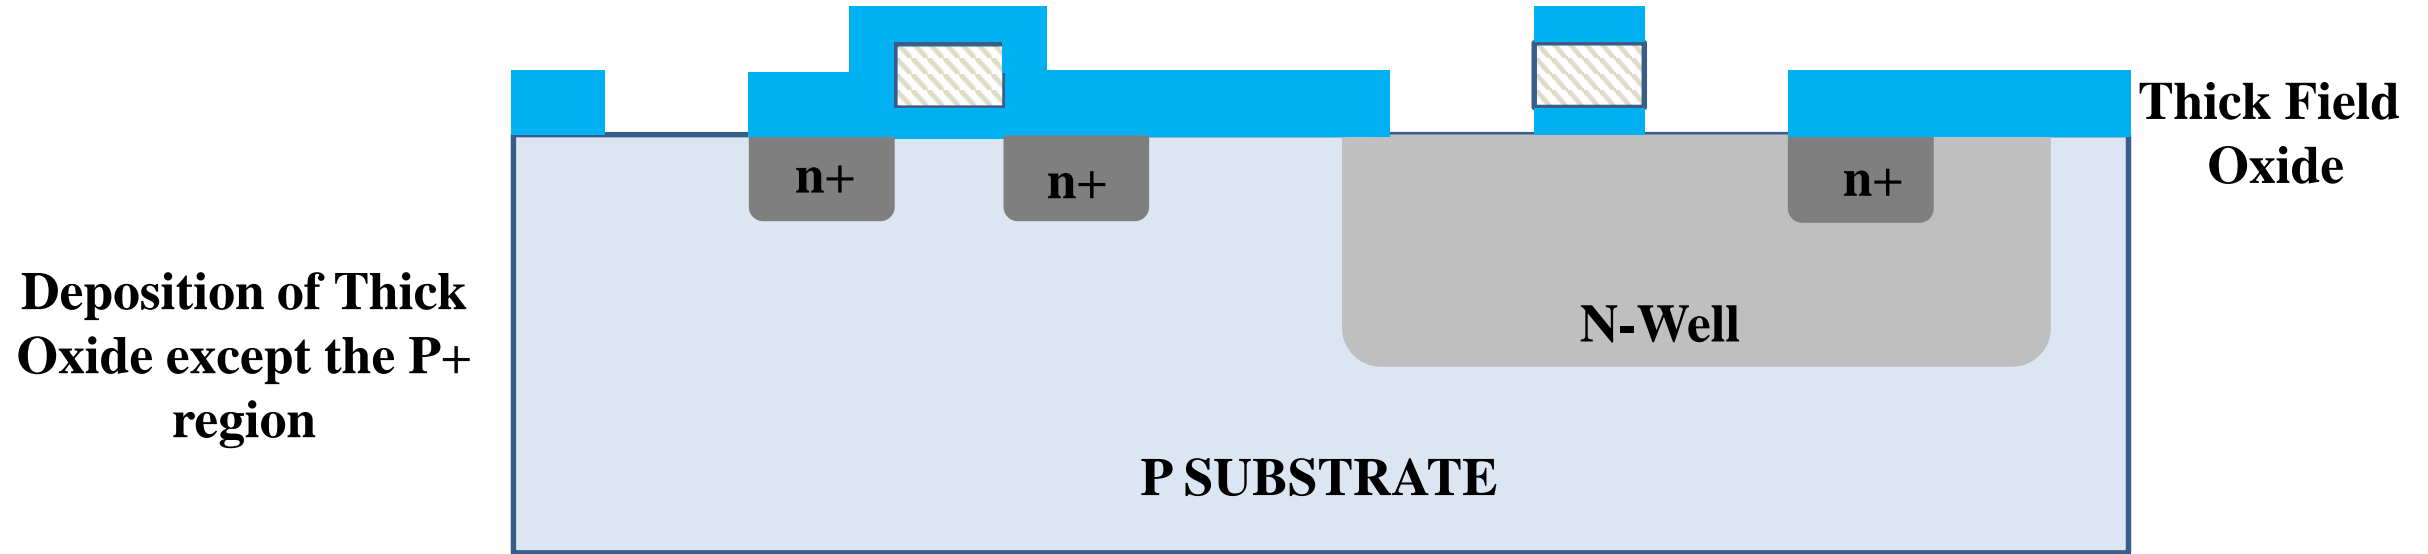 Thick Field
Oxide
n+
n+
n+
Deposition of Thick
Oxide except the P+
region
N-Well
P SUBSTRATE